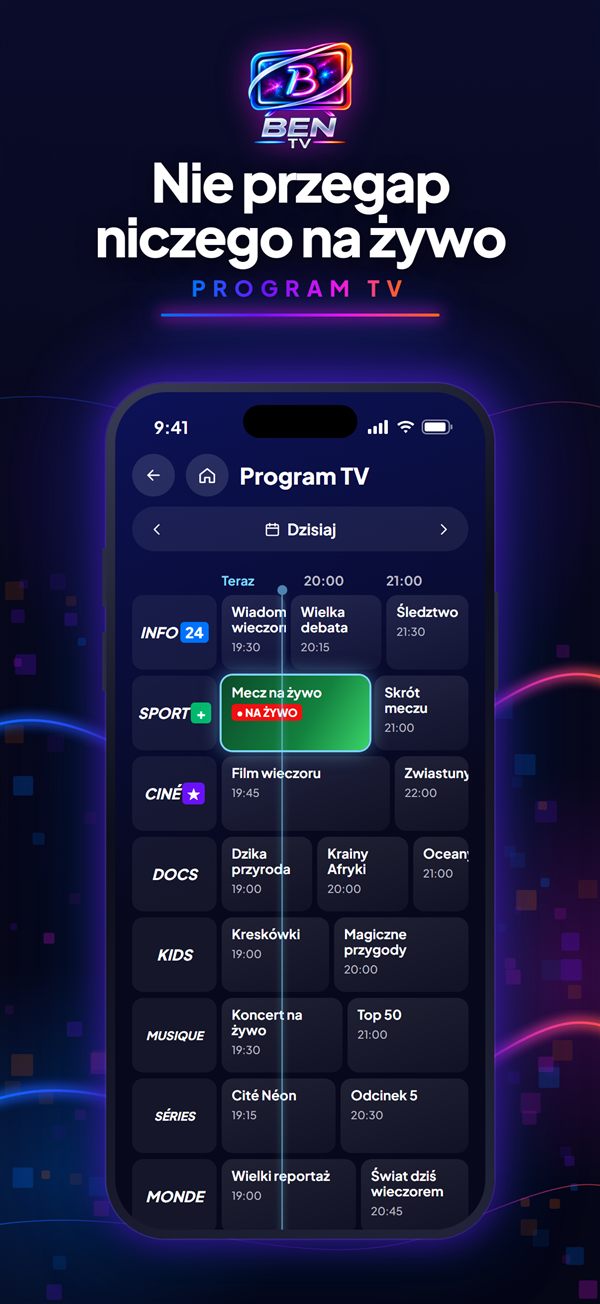 B
BEN
TV
Nie przegap
niczego na żywo
PROGRAM TV
9:41
Program TV
Dzisiaj
Teraz 20:00 21:00
INFO 24
Wiadom
wieczor
19:30
Wielka
debata
20:15
Śledztwo
21:30
SPORT +
Mecz na żywo
• NA ŻYWO
Skrót
meczu
21:00
CINÉ
Film wieczoru
19:45
Zwiastuny
22:00
DOCS
Dzika
przyroda
19:00
Krainy
Afryki
20:00
Oceany
21:00
KIDS
Kreskówki
19:00
Magiczne
przygody
20:00
MUSIQUE
Koncert na
żywo
19:30
Top 50
21:00
SÉRIES
Cité Néon
19:15
Odcinek 5
20:30
MONDE
Wielki reportaż
19:00
Świat dziś
wieczorem
20:45